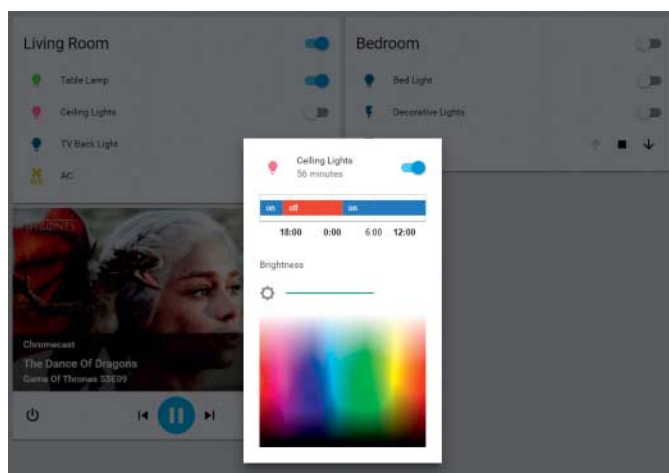 Living Room
Table Lamp
Ceiling Lights
TV Back Light
AC
Bedroom
Bed Light
Decorative Lights
Ceiling Lights
56 minutes
on off on
18:00 0:00 6:00 12:00
Brightness
THRONES
Chromecast
The Dance Of Dragons
Game Of Thrones S5E09